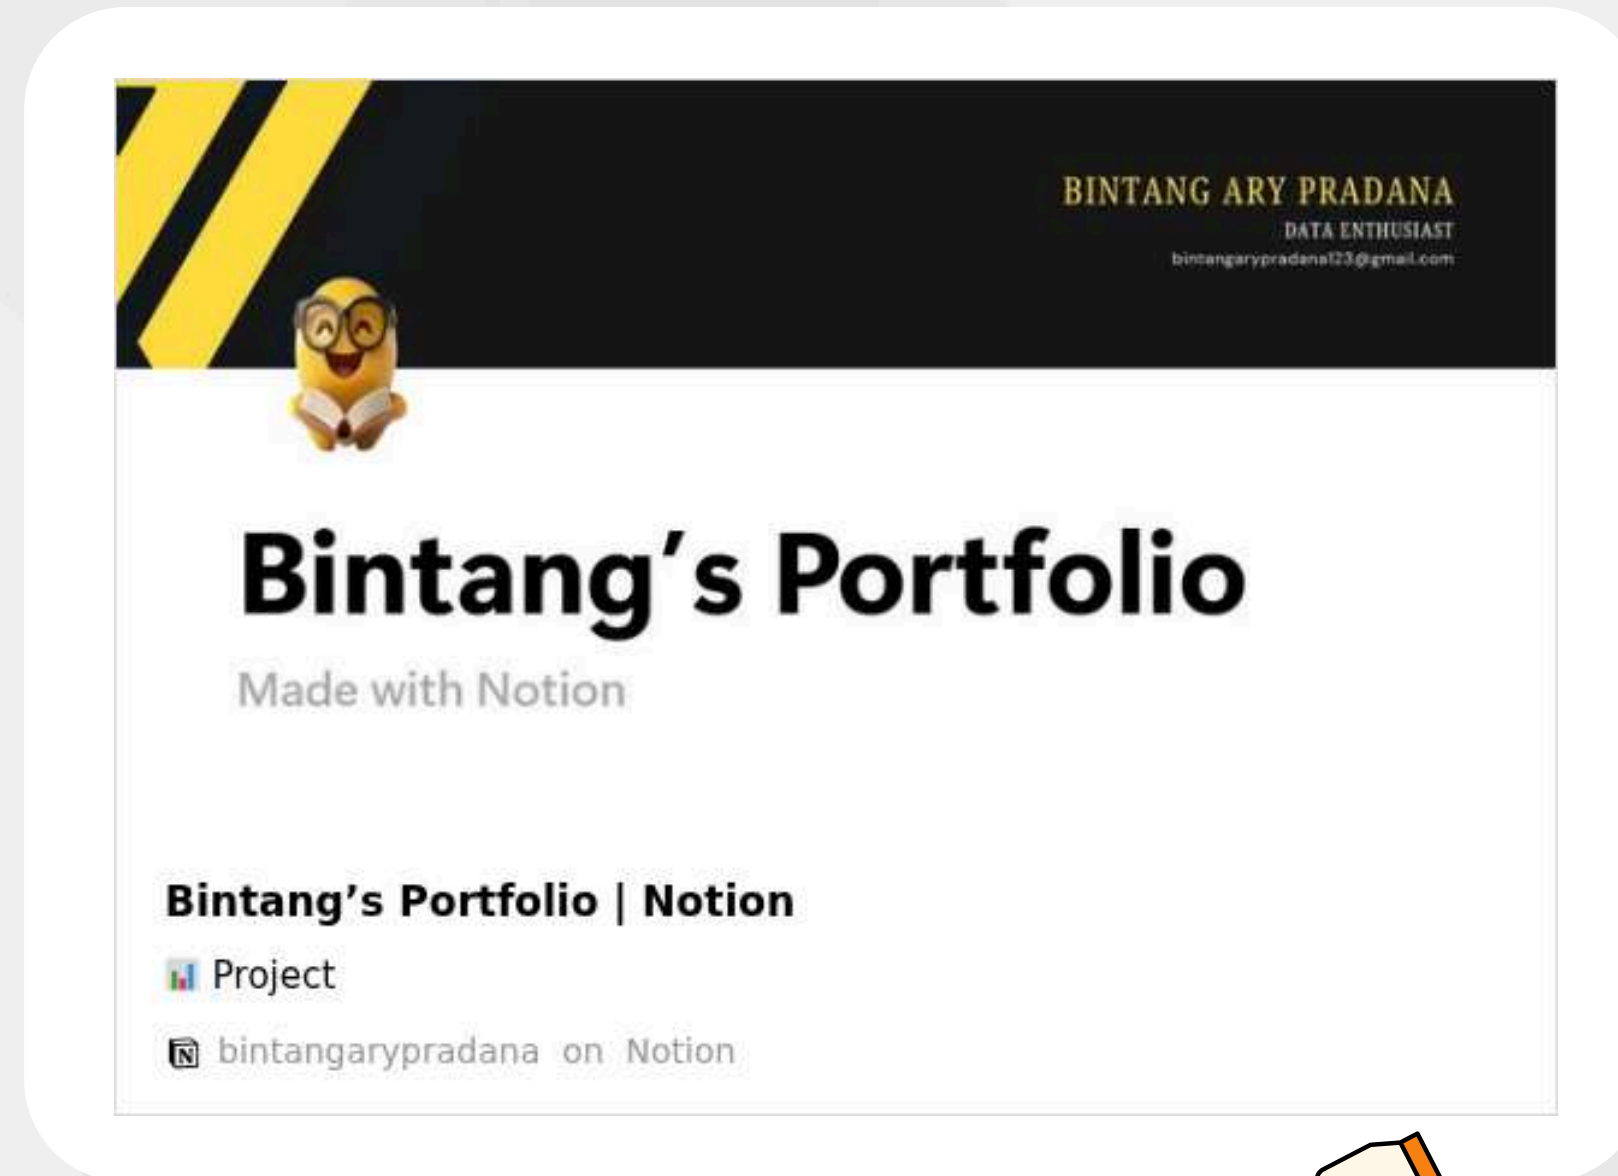 BINTANG ARY PRADANA
DATA ENTHUSIAST
bintangarypradana123@gmail.com
Bintang’s Portfolio
Made with Notion
Bintang’s Portfolio | Notion
Project
bintangarypradana on Notion